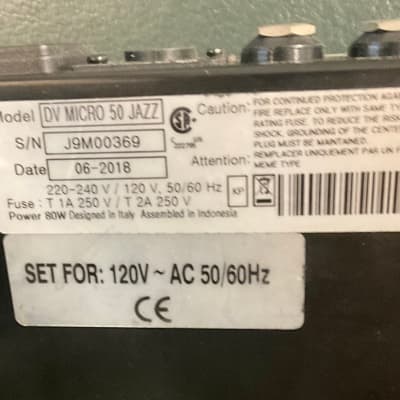 Model DV MICRO 50 JAZZ
S/N J9M00369
Date 06-2018
220-240 V / 120 V, 50/60 Hz
Fuse : T 1A 250 V / T 2A 250 V
Power 80W Designed in Italy Assembled in Indonesia
KP
Caution:
FOR CONTINUED PROTECTION AGAI
FIRE REPLACE ONLY WITH SAME TY
RATING FUSE. TO REDUCE THE RIS
SHOCK, GROUNDING OF THE CENTE
PLUG MUST BE MAINTAINED.
Attention:
REMPLACER UNIQUEMENT PAR UN F
MEME TYPE
SET FOR: 120V ~ AC 50/60Hz
CE